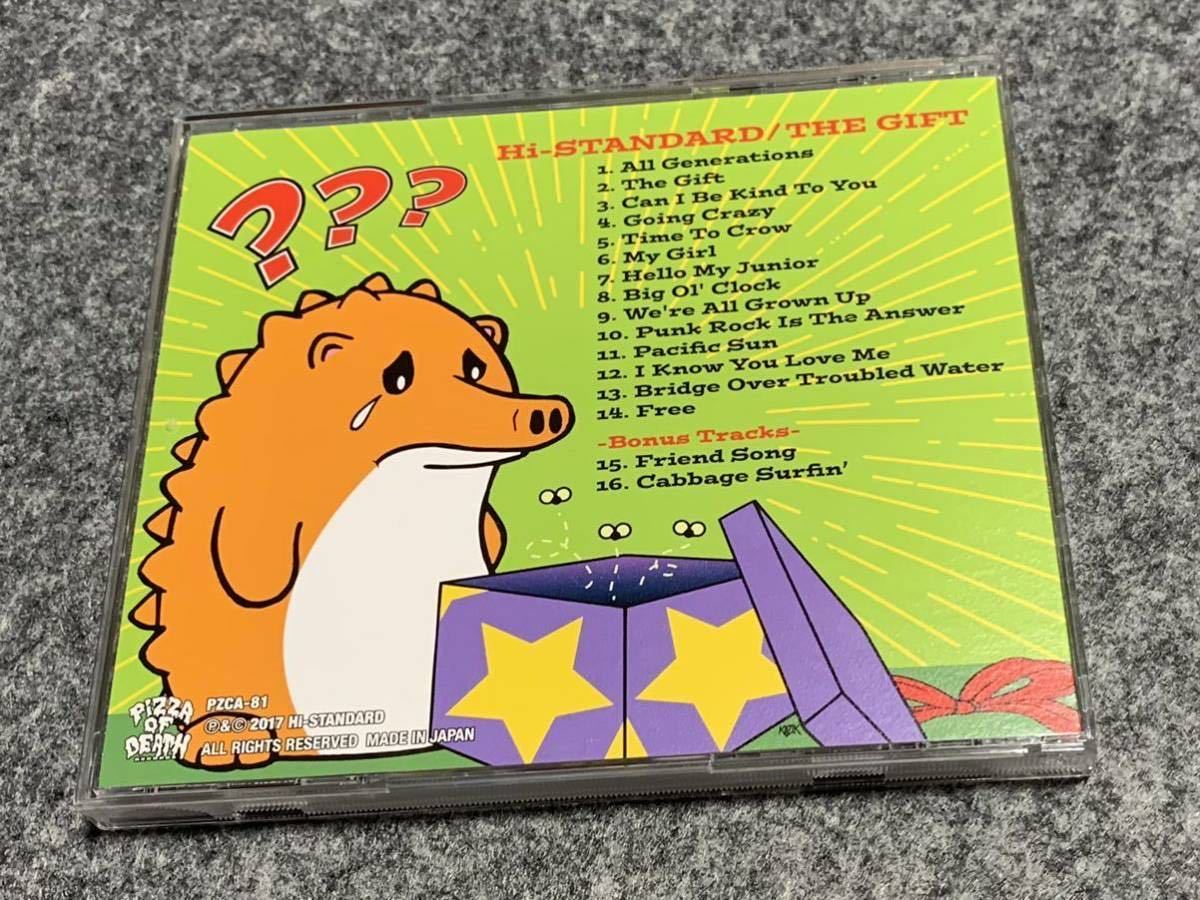 ???
Hi-STANDARD/THE GIFT
1. All Generations
2. The Gift
3. Can I Be Kind To You
4. Going Crazy
5. Time To Crow
6. My Girl
7. Hello My Junior
8. Big Ol' Clock
9. We're All Grown Up
10. Punk Rock Is The Answer
11. Pacific Sun
12. I Know You Love Me
13. Bridge Over Troubled Water
14. Free
-Bonus Tracks-
15. Friend Song
16. Cabbage Surfin'
PIZZA
OF
DEATH
PZCA-81
℗&© 2017 HI-STANDARD
ALL RIGHTS RESERVED MADE IN JAPAN